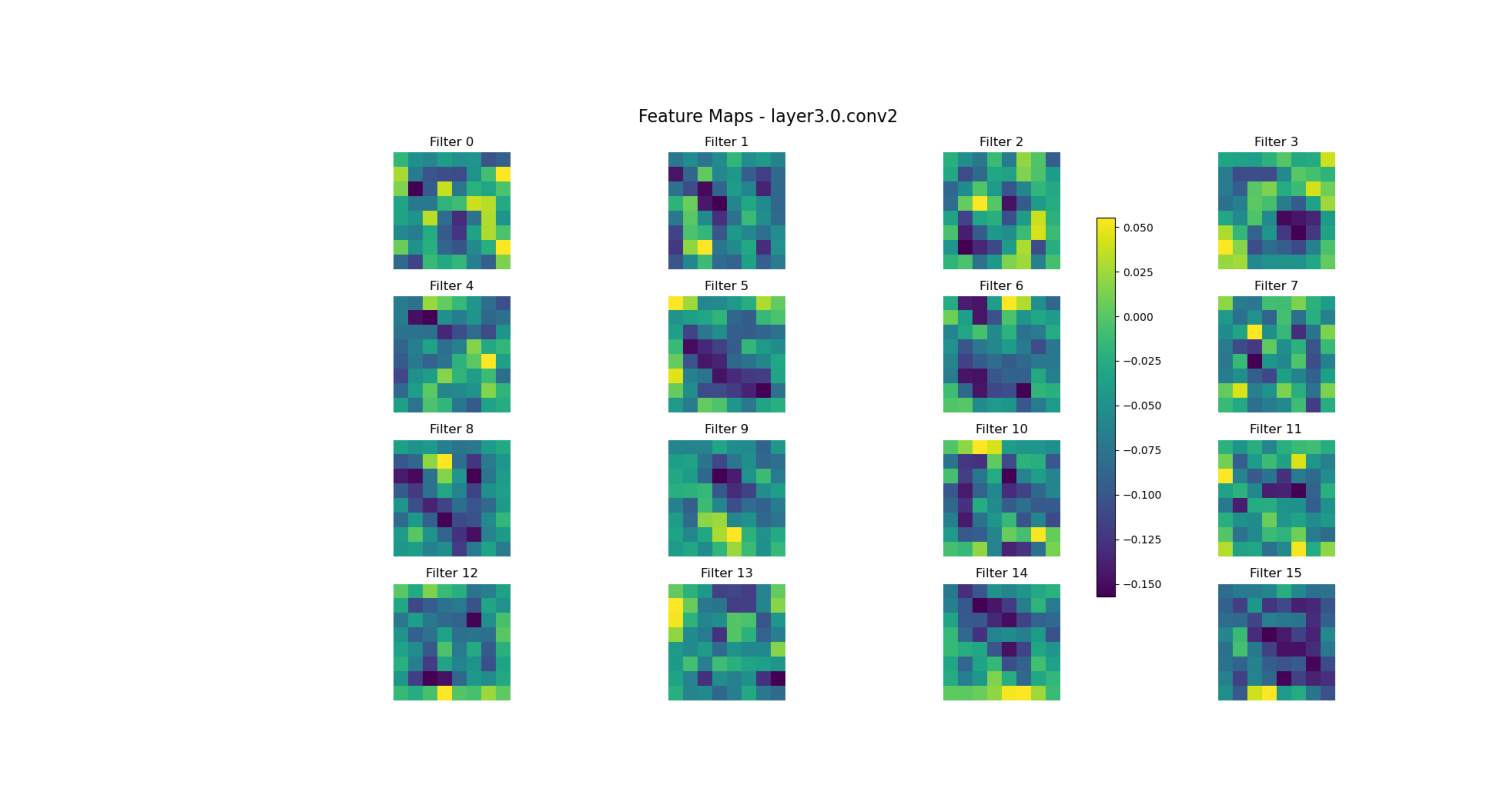 Feature Maps - layer3.0.conv2
Filter 0
Filter 1
Filter 2
Filter 3
Filter 4
Filter 5
Filter 6
Filter 7
Filter 8
Filter 9
Filter 10
Filter 11
Filter 12
Filter 13
Filter 14
Filter 15
0.050
0.025
0.000
−0.025
−0.050
−0.075
−0.100
−0.125
−0.150